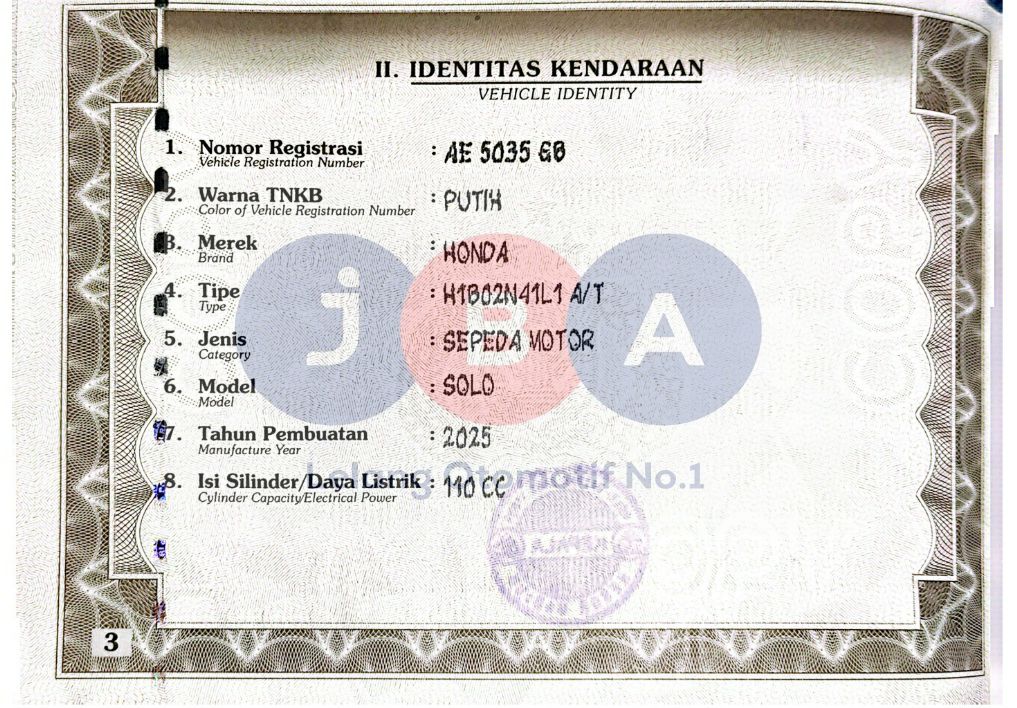 II. IDENTITAS KENDARAAN
VEHICLE IDENTITY
1. Nomor Registrasi : AE 5035 GB
Vehicle Registration Number
2. Warna TNKB : PUTIH
Color of Vehicle Registration Number
3. Merek : HONDA
Brand
4. Tipe : H1B02N41L1 A/T
Type
5. Jenis : SEPEDA MOTOR
Category
6. Model : SOLO
Model
7. Tahun Pembuatan : 2025
Manufacture Year
8. Isi Silinder/Daya Listrik : 110 CC
Cylinder Capacity/Electrical Power
JBA
Lelang Otomotif No.1
3